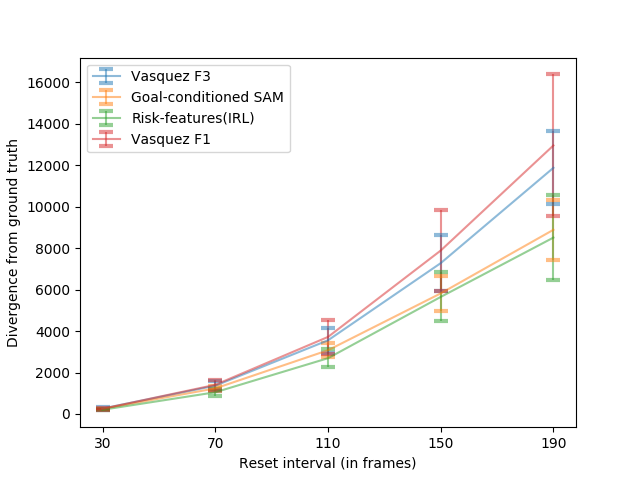 Vasquez F3
Goal-conditioned SAM
Risk-features(IRL)
Vasquez F1
Divergence from ground truth
16000
14000
12000
10000
8000
6000
4000
2000
0
30 70 110 150 190
Reset interval (in frames)